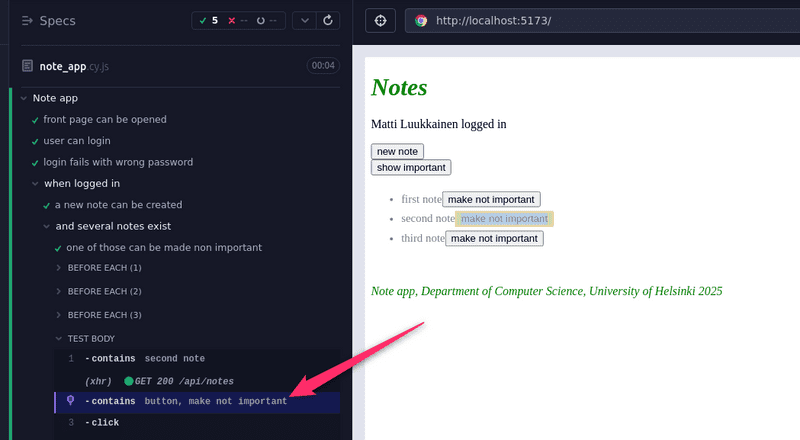 Specs
5 -- --
note_app.cy.js 00:04
Note app
front page can be opened
user can login
login fails with wrong password
when logged in
a new note can be created
and several notes exist
one of those can be made non important
BEFORE EACH (1)
BEFORE EACH (2)
BEFORE EACH (3)
TEST BODY
1 -contains second note
(xhr) GET 200 /api/notes
-contains button, make not important
3 -click
http://localhost:5173/
Notes
Matti Luukkainen logged in
new note
show important
first note make not important
second note make not important
third note make not important
Note app, Department of Computer Science, University of Helsinki 2025